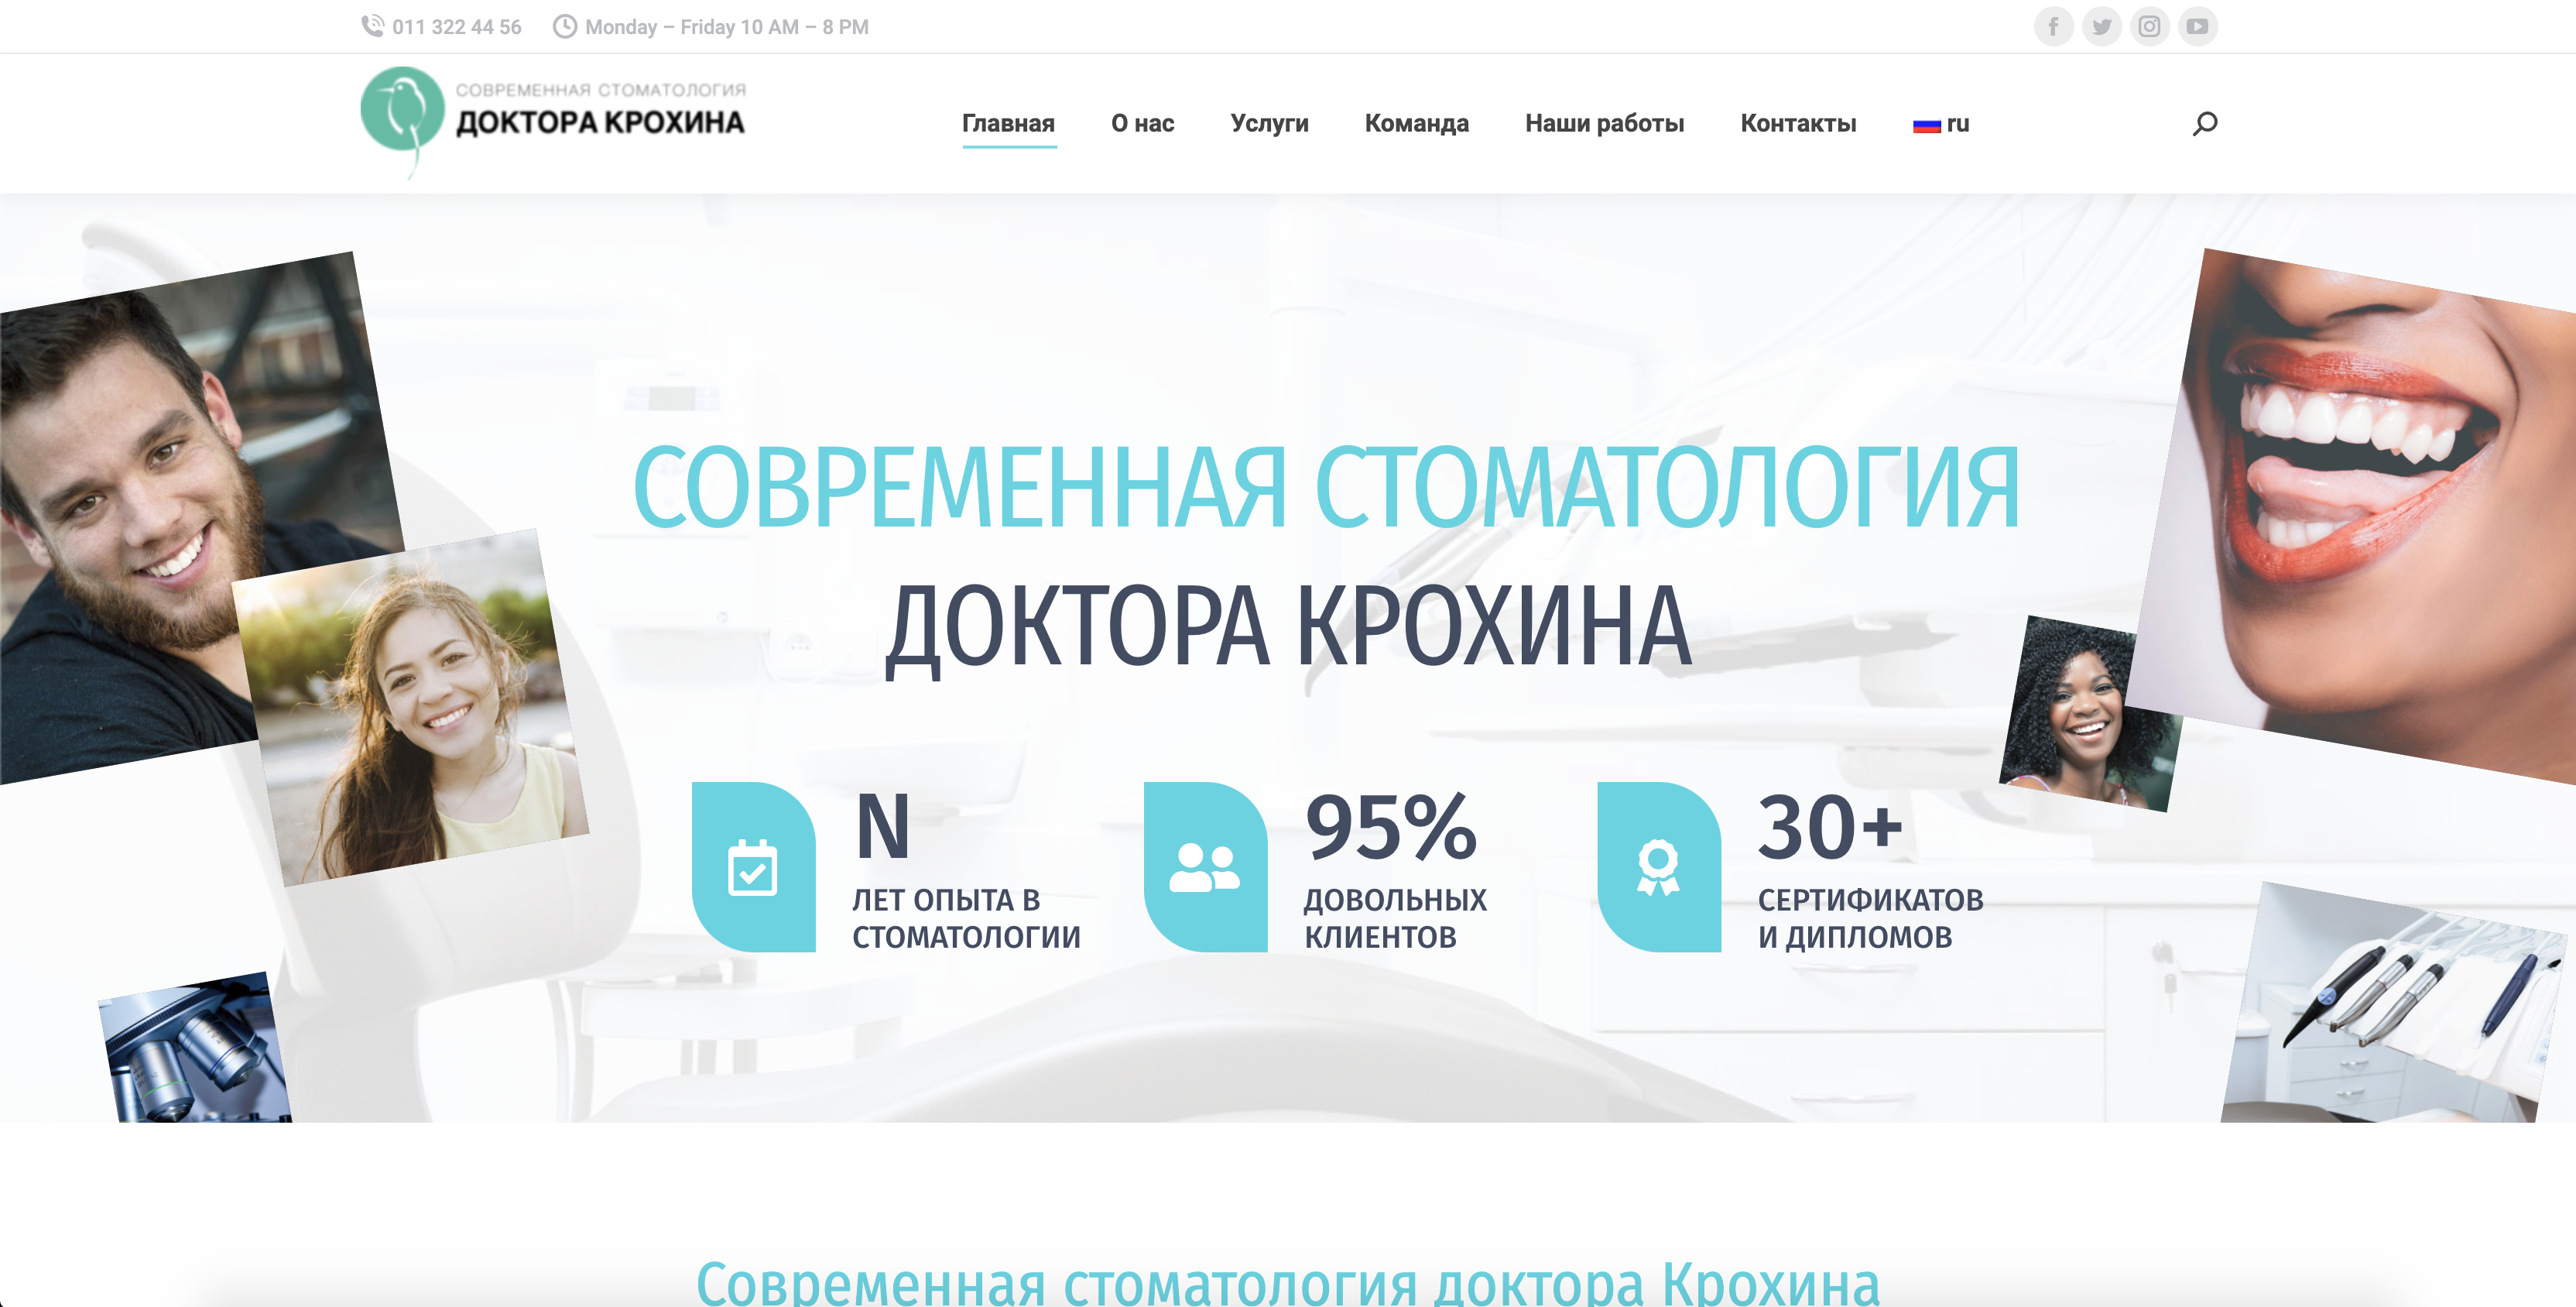 011 322 44 56
Monday – Friday 10 AM – 8 PM
СОВРЕМЕННАЯ СТОМАТОЛОГИЯ
ДОКТОРА КРОХИНА
Главная
О нас
Услуги
Команда
Наши работы
Контакты
ru
СОВРЕМЕННАЯ СТОМАТОЛОГИЯ
ДОКТОРА КРОХИНА
N
ЛЕТ ОПЫТА В
СТОМАТОЛОГИИ
95%
ДОВОЛЬНЫХ
КЛИЕНТОВ
30+
СЕРТИФИКАТОВ
И ДИПЛОМОВ
Современная стоматология доктора Крохина